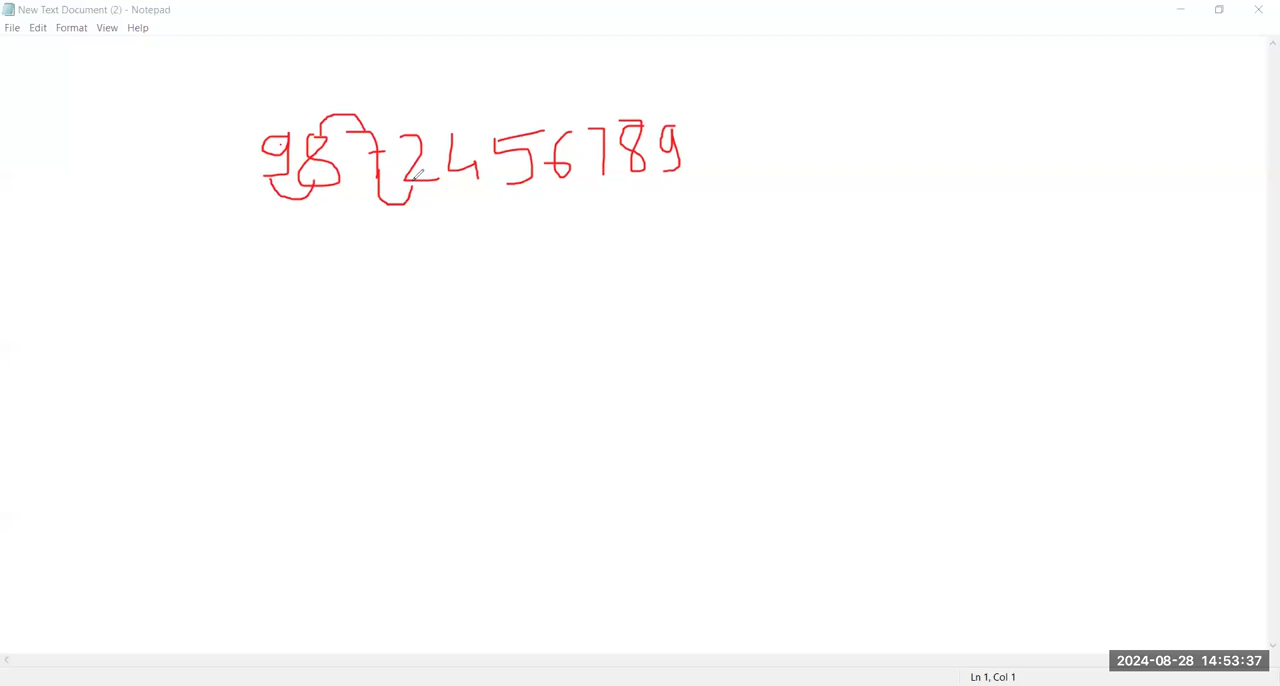 New Text Document (2) - Notepad
File Edit Format View Help
9872456789
2024-08-28 14:53:37
Ln 1, Col 1